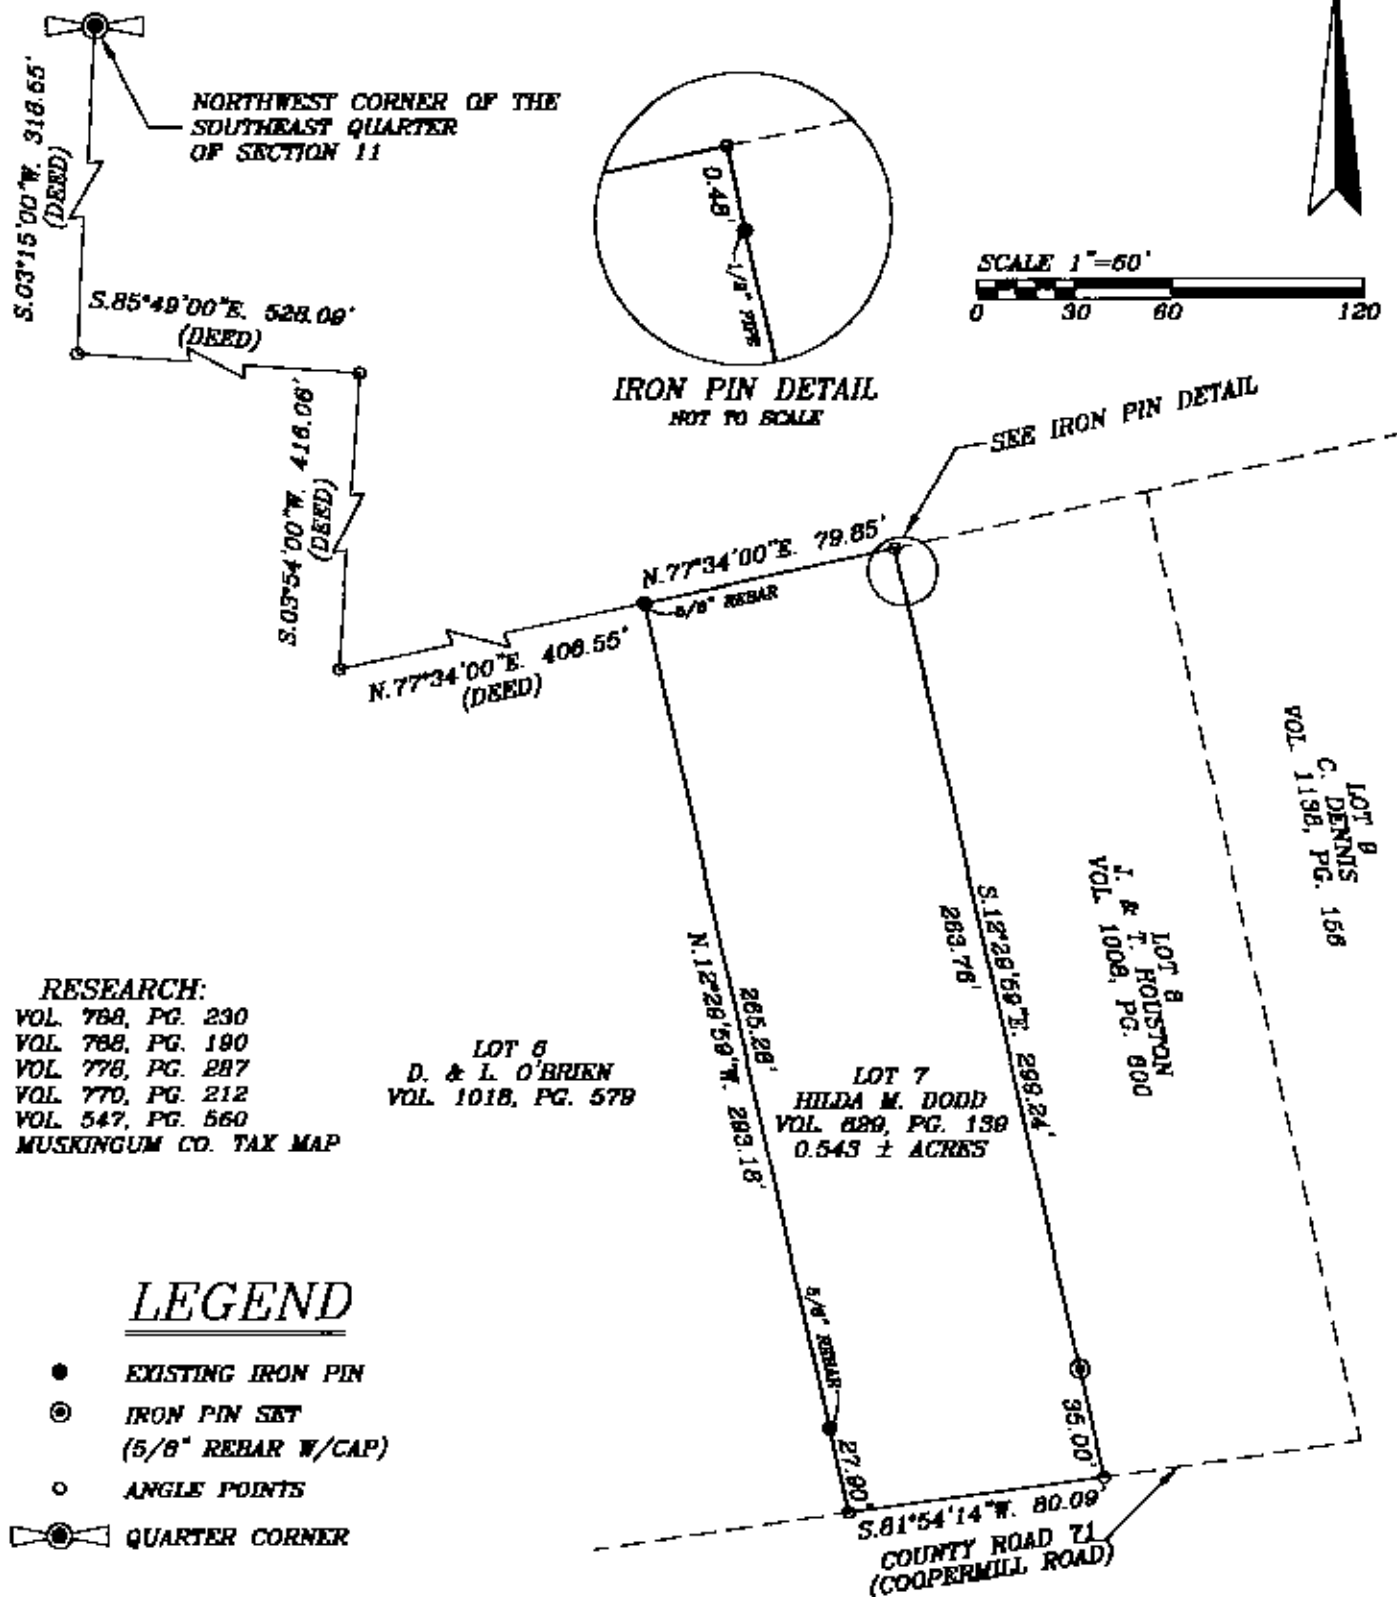 NORTHWEST CORNER OF THE
SOUTHEAST QUARTER
OF SECTION 11
S.03°15'00"W. 318.65'
(DEED)
S.85°49'00"E. 528.09'
(DEED)
S.03°54'00"W. 416.06'
(DEED)
N.77°34'00"E. 406.55'
(DEED)
0.48'
1/2" PIPE
IRON PIN DETAIL
NOT TO SCALE
SCALE 1"=60'
0 30 60 120
SEE IRON PIN DETAIL
N.77°34'00"E. 79.85'
5/8" REBAR
N.12°28'59"W. 293.18'
265.28'
S.12°28'59"E. 299.24'
263.76'
5/8" REBAR
27.90'
35.00'
S.81°54'14"W. 80.09'
COUNTY ROAD 71
(COOPERMILL ROAD)
LOT 6
D. & L. O'BRIEN
VOL. 1018, PG. 579
LOT 7
HILDA M. DODD
VOL. 629, PG. 139
0.543 ± ACRES
LOT 8
J. & T. HOUSTON
VOL. 1008, PG. 600
LOT 9
C. DENNIS
VOL. 1198, PG.
RESEARCH:
VOL. 788, PG. 230
VOL. 768, PG. 190
VOL. 776, PG. 287
VOL. 770, PG. 212
VOL. 547, PG. 560
MUSKINGUM CO. TAX MAP
LEGEND
EXISTING IRON PIN
IRON PIN SET
(5/8" REBAR W/CAP)
ANGLE POINTS
QUARTER CORNER